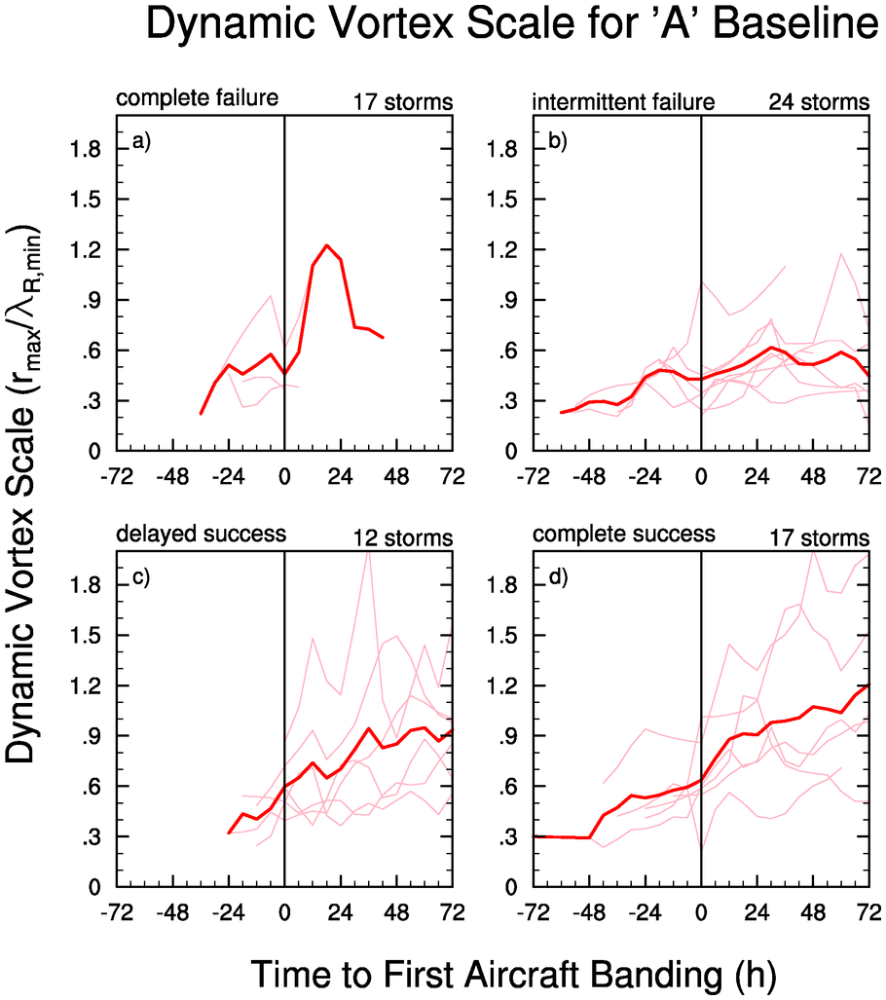 Dynamic Vortex Scale for 'A' Baseline
complete failure 17 storms
a)
1.8
1.5
1.2
.9
.6
.3
0
-72 -48 -24 0 24 48 72
intermittent failure 24 storms
b)
1.8
1.5
1.2
.9
.6
.3
0
-72 -48 -24 0 24 48 72
delayed success 12 storms
c)
1.8
1.5
1.2
.9
.6
.3
0
-72 -48 -24 0 24 48 72
complete success 17 storms
d)
1.8
1.5
1.2
.9
.6
.3
0
-72 -48 -24 0 24 48 72
Dynamic Vortex Scale (r_max/λ_R,min)
Time to First Aircraft Banding (h)